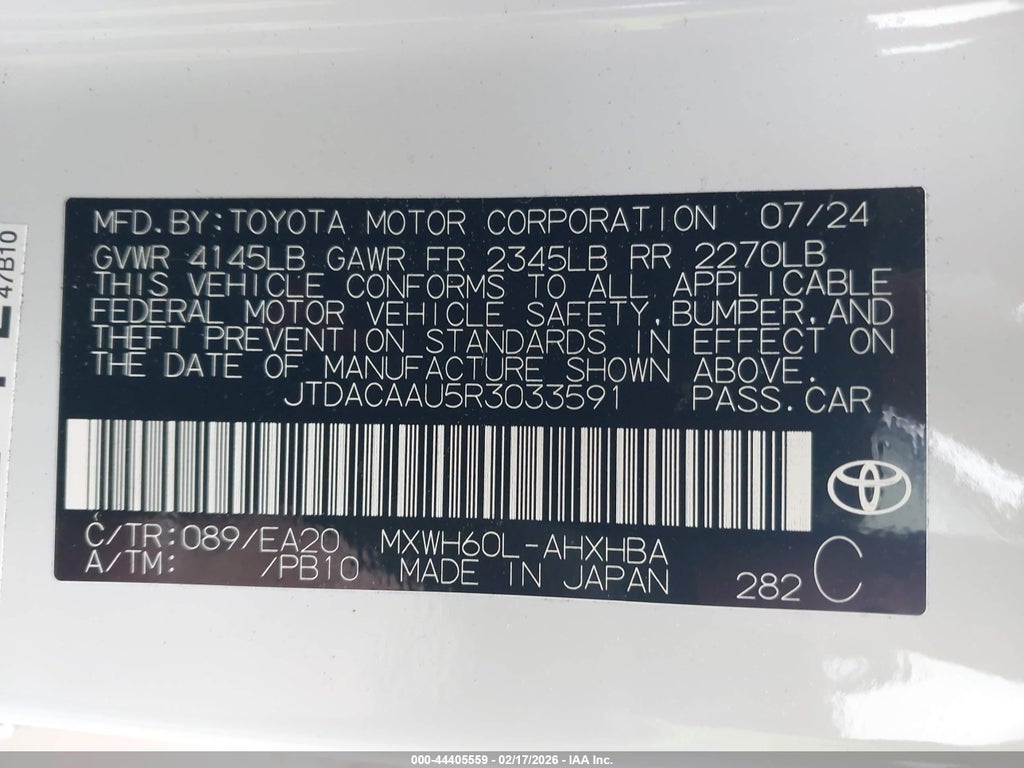 MFD.BY:TOYOTA MOTOR CORPORATION 07/24
GVWR 4145LB GAWR FR 2345LB RR 2270LB
THIS VEHICLE CONFORMS TO ALL APPLICABLE
FEDERAL MOTOR VEHICLE SAFETY,BUMPER,AND
THEFT PREVENTION STANDARDS IN EFFECT ON
THE DATE OF MANUFACTURE SHOWN ABOVE.
JTDACAAU5R3033591 PASS.CAR
C/TR:089/EA20 MXWH60L-AHXHBA
A/TM: /PB10 MADE IN JAPAN 282 C
47B10
000-44405559 - 02/17/2026 - IAA Inc.